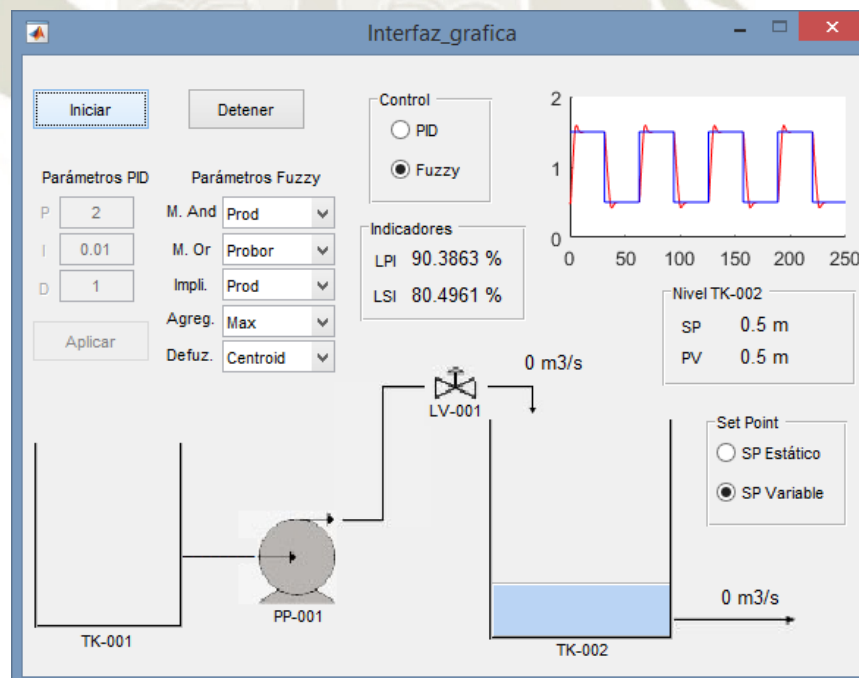 Interfaz_grafica
Iniciar
Detener
Control
PID
Fuzzy
Parámetros PID
P 2
I 0.01
D 1
Aplicar
Parámetros Fuzzy
M. And Prod
M. Or Probor
Impli. Prod
Agreg. Max
Defuz. Centroid
Indicadores
LPI 90.3863 %
LSI 80.4961 %
2
1
0
0 50 100 150 200 250
Nivel TK-002
SP 0.5 m
PV 0.5 m
0 m3/s
LV-001
Set Point
SP Estático
SP Variable
PP-001
TK-001
0 m3/s
TK-002